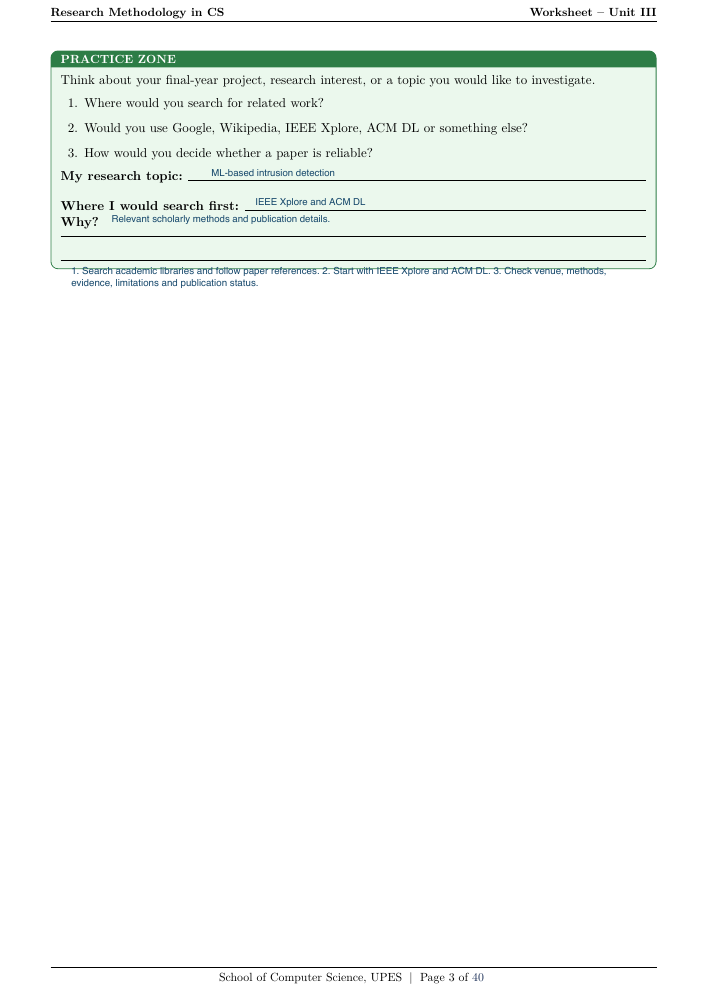 Research Methodology in CS Worksheet – Unit III
PRACTICE ZONE
Think about your final-year project, research interest, or a topic you would like to investigate.
1. Where would you search for related work?
2. Would you use Google, Wikipedia, IEEE Xplore, ACM DL or something else?
3. How would you decide whether a paper is reliable?
My research topic: ML-based intrusion detection
Where I would search first: IEEE Xplore and ACM DL
Why? Relevant scholarly methods and publication details.
1. Search academic libraries and follow paper references. 2. Start with IEEE Xplore and ACM DL. 3. Check venue, methods,
evidence, limitations and publication status.
School of Computer Science, UPES | Page 3 of 40